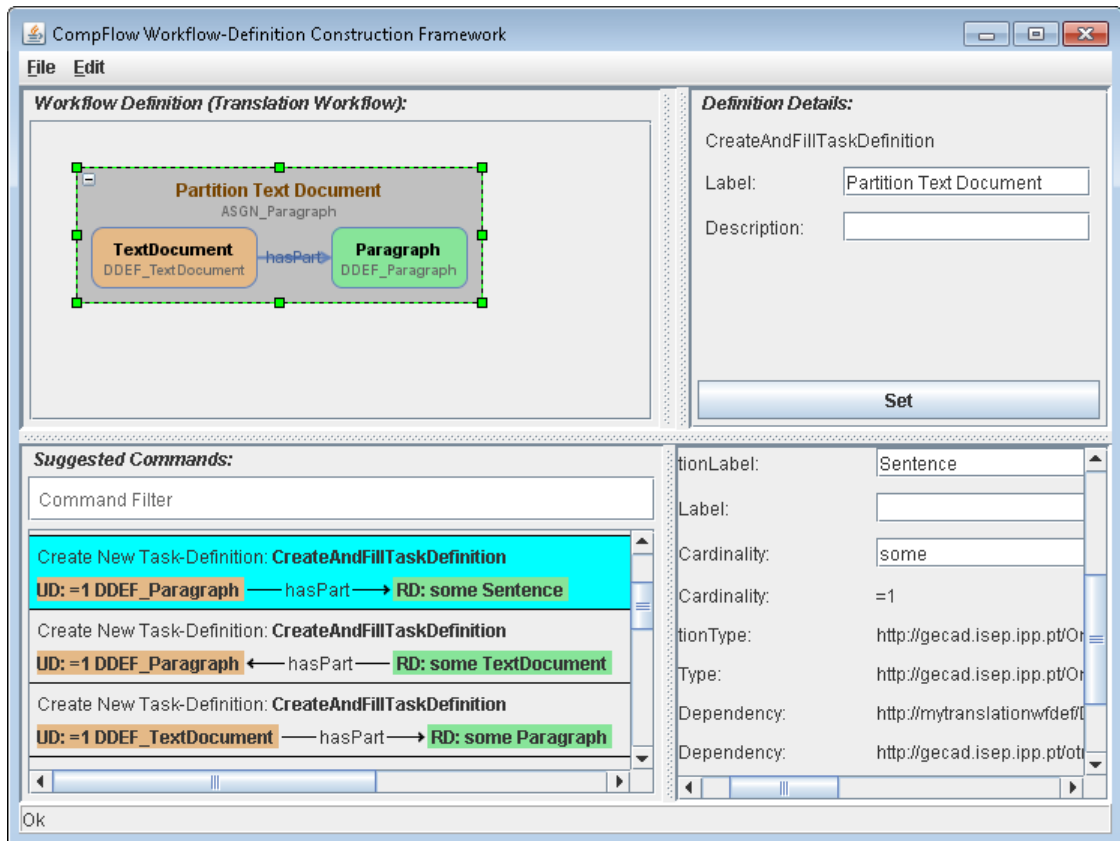 CompFlow Workflow-Definition Construction Framework
File Edit
Workflow Definition (Translation Workflow):
Partition Text Document
ASGN_Paragraph
TextDocument
DDEF_TextDocument
hasPart
Paragraph
DDEF_Paragraph
Definition Details:
CreateAndFillTaskDefinition
Label: Partition Text Document
Description:
Set
Suggested Commands:
Command Filter
Create New Task-Definition: CreateAndFillTaskDefinition
UD: =1 DDEF_Paragraph hasPart RD: some Sentence
Create New Task-Definition: CreateAndFillTaskDefinition
UD: =1 DDEF_Paragraph hasPart RD: some TextDocument
Create New Task-Definition: CreateAndFillTaskDefinition
UD: =1 DDEF_TextDocument hasPart RD: some Paragraph
tionLabel: Sentence
Label:
Cardinality: some
Cardinality: =1
tionType: http://gecad.isep.ipp.pt/Or
Type: http://gecad.isep.ipp.pt/Or
Dependency: http://mytranslationwfdef/D
Dependency: http://gecad.isep.ipp.pt/otr
Ok